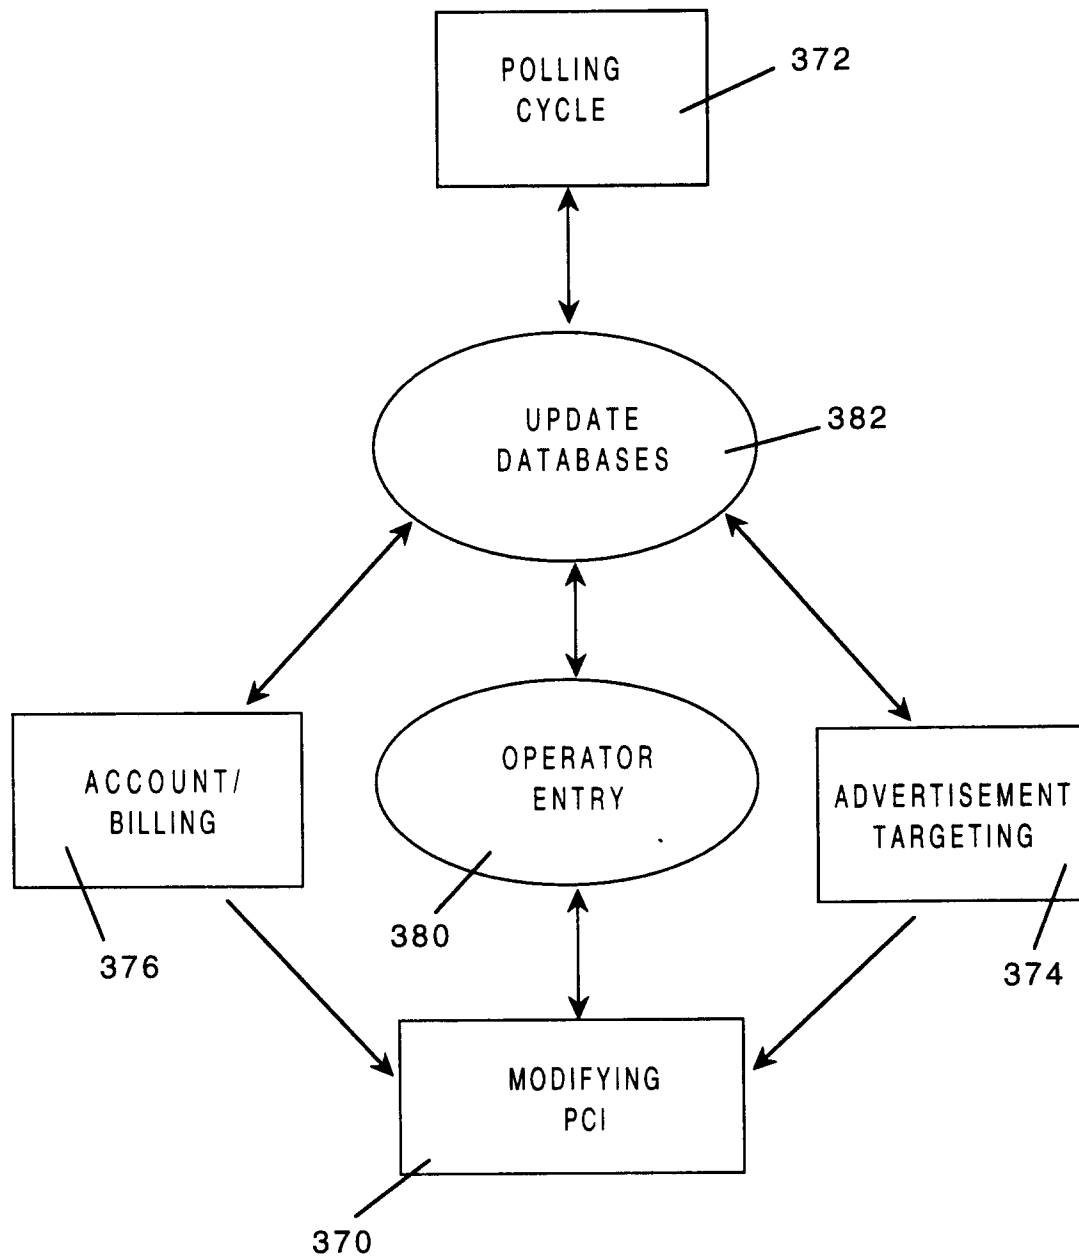 POLLING
CYCLE
372
UPDATE
DATABASES
382
ACCOUNT/
BILLING
376
OPERATOR
ENTRY
380
ADVERTISEMENT
TARGETING
374
MODIFYING
PCI
370